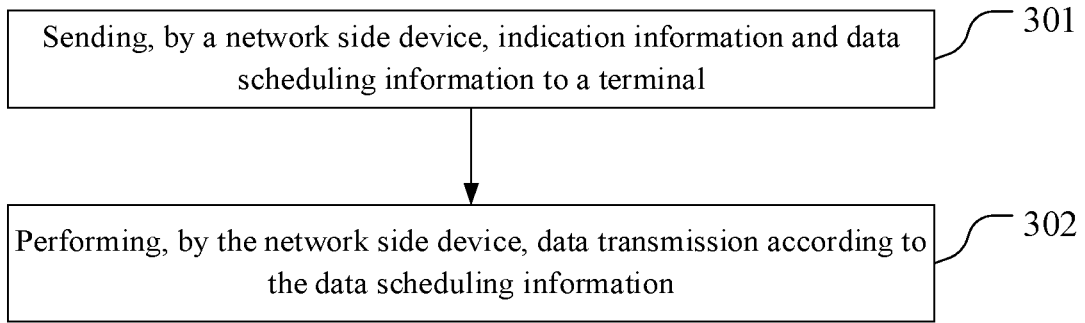 Sending, by a network side device, indication information and data
scheduling information to a terminal
301
Performing, by the network side device, data transmission according to
the data scheduling information
302